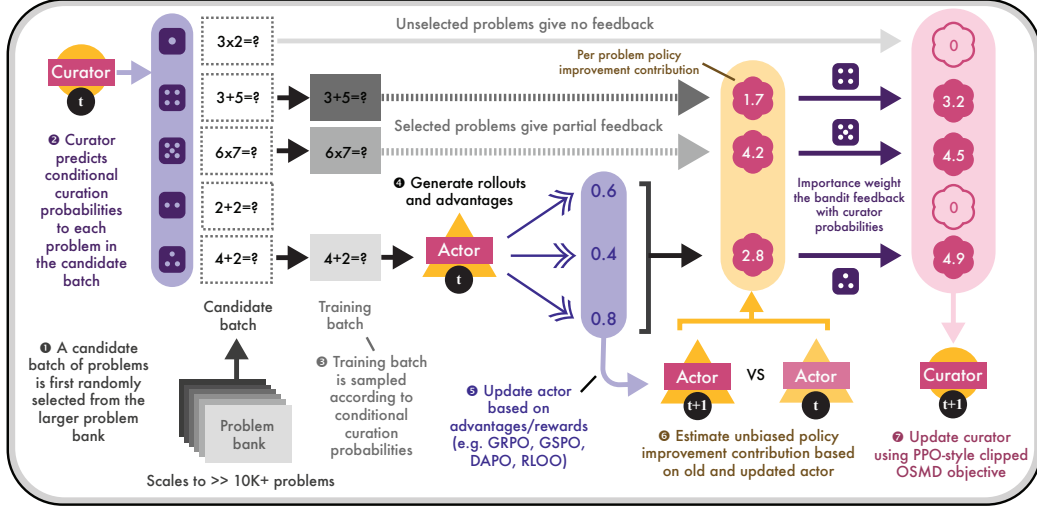 Unselected problems give no feedback
Curator
t
❷ Curator
predicts
conditional
curation
probabilities
to each
problem in
the candidate
batch
3x2=?
3+5=?
6x7=?
2+2=?
4+2=?
Candidate
batch
3+5=?
6x7=?
4+2=?
Training
batch
Selected problems give partial feedback
Per problem policy
improvement contribution
❶ A candidate
batch of problems
is first randomly
selected from the
larger problem
bank
Problem
bank
Scales to >> 10K+ problems
❸ Training batch
is sampled
according to
conditional
curation
probabilities
❹ Generate rollouts
and advantages
Actor
t
0.6
0.4
0.8
❺ Update actor
based on
advantages/rewards
(e.g. GRPO, GSPO,
DAPO, RLOO)
1.7
4.2
2.8
Actor
t+1
VS
Actor
t
❻ Estimate unbiased policy
improvement contribution based
on old and updated actor
Importance weight
the bandit feedback
with curator
probabilities
0
3.2
4.5
0
4.9
Curator
t+1
❼ Update curator
using PPO-style clipped
OSMD objective